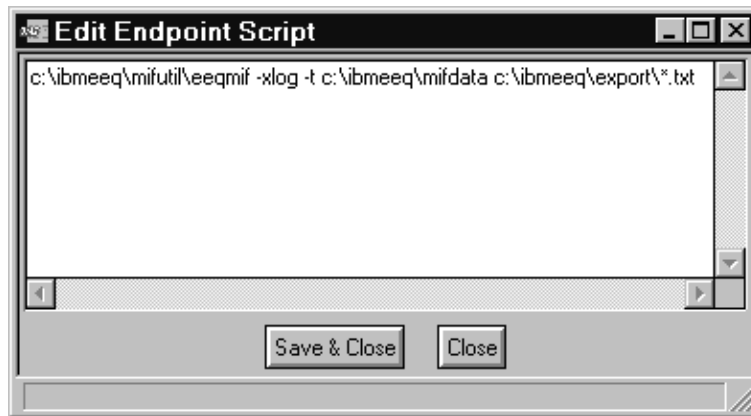 Edit Endpoint Script
c:\ibmeeq\mifutil\eeqmif -xlog -t c:\ibmeeq\mifdata c:\ibmeeq\export\*.txt
Save & Close
Close